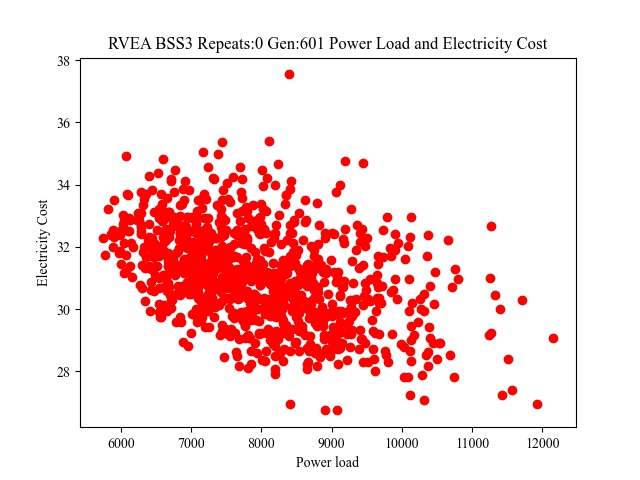 RVEA BSS3 Repeats:0 Gen:601 Power Load and Electricity Cost
38
36
34
32
30
28
Electricity Cost
6000 7000 8000 9000 10000 11000 12000
Power load